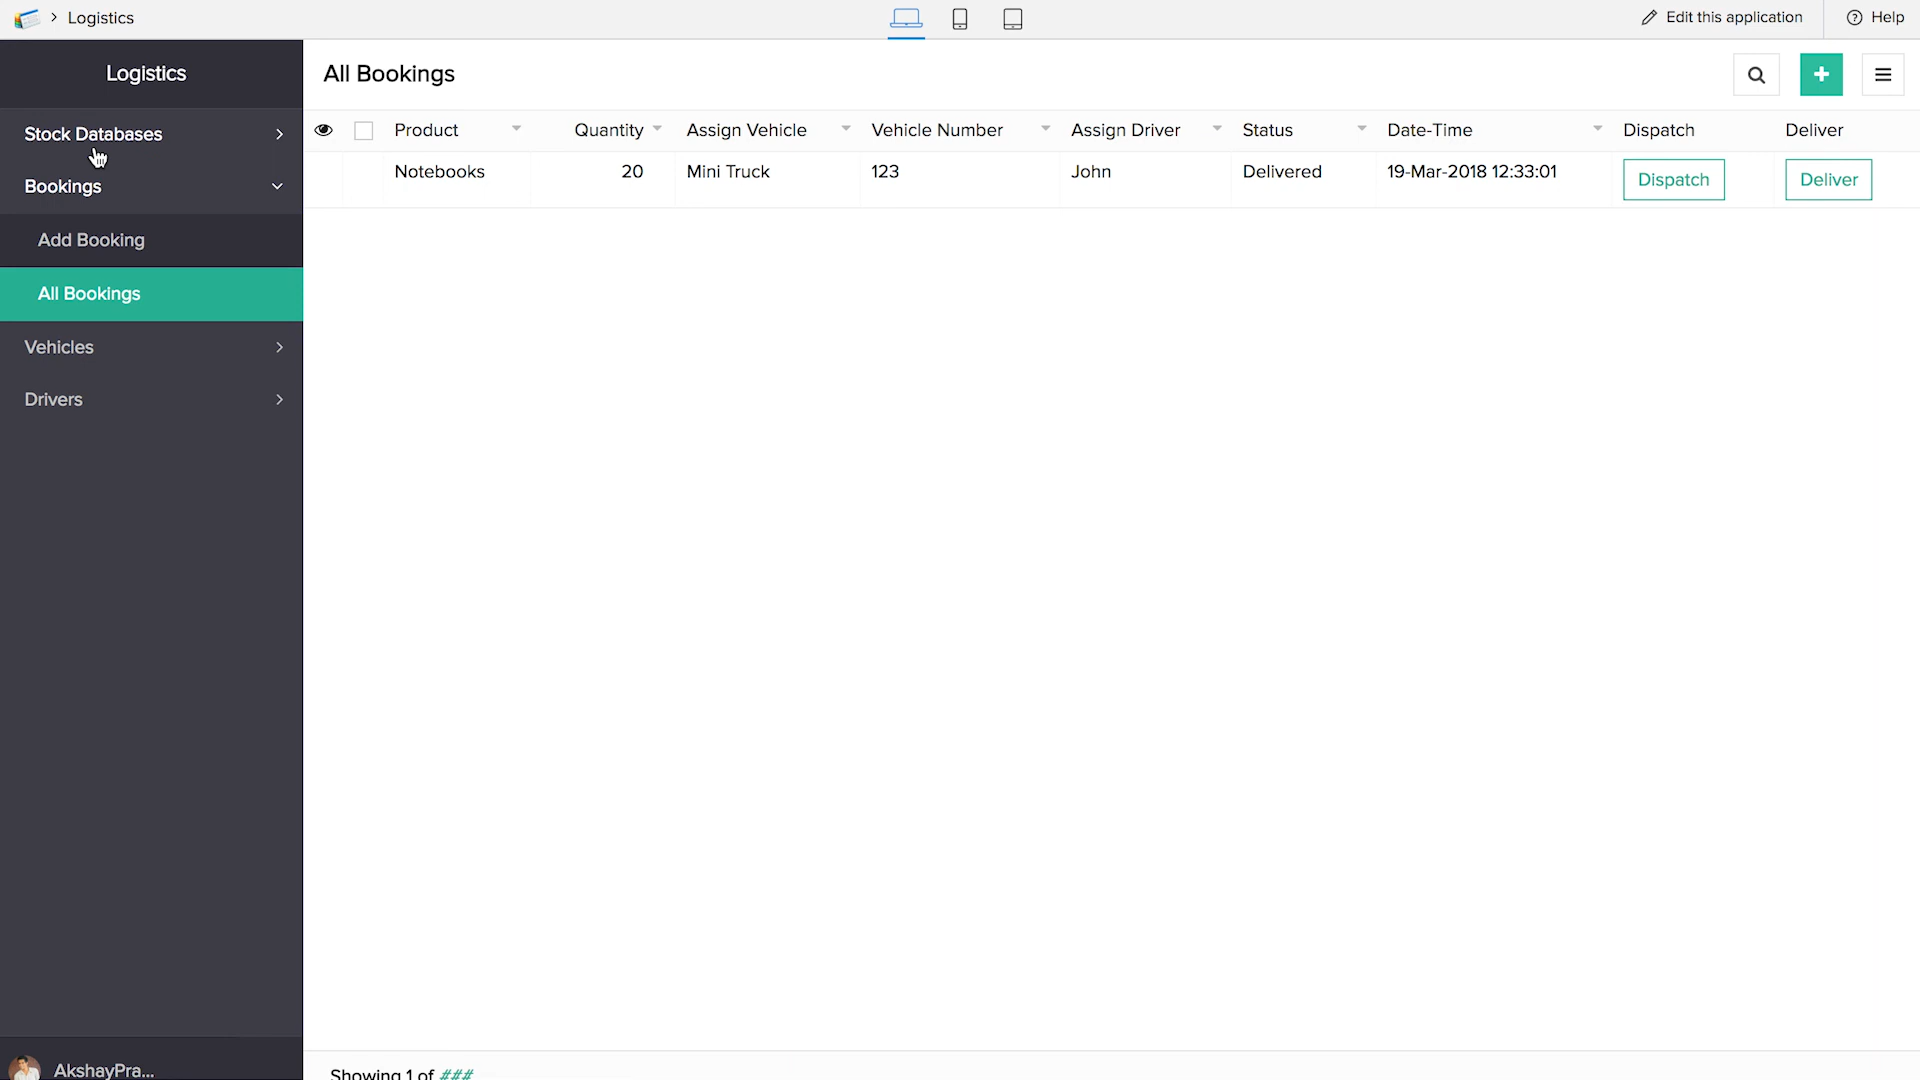 Logistics
Edit this application
Help
Logistics
Stock Databases
Bookings
Add Booking
All Bookings
Vehicles
Drivers
AkshayPra...
All Bookings
Product Quantity Assign Vehicle Vehicle Number Assign Driver Status Date-Time Dispatch Deliver
Notebooks 20 Mini Truck 123 John Delivered 19-Mar-2018 12:33:01 Dispatch Deliver
Showing 1 of ###